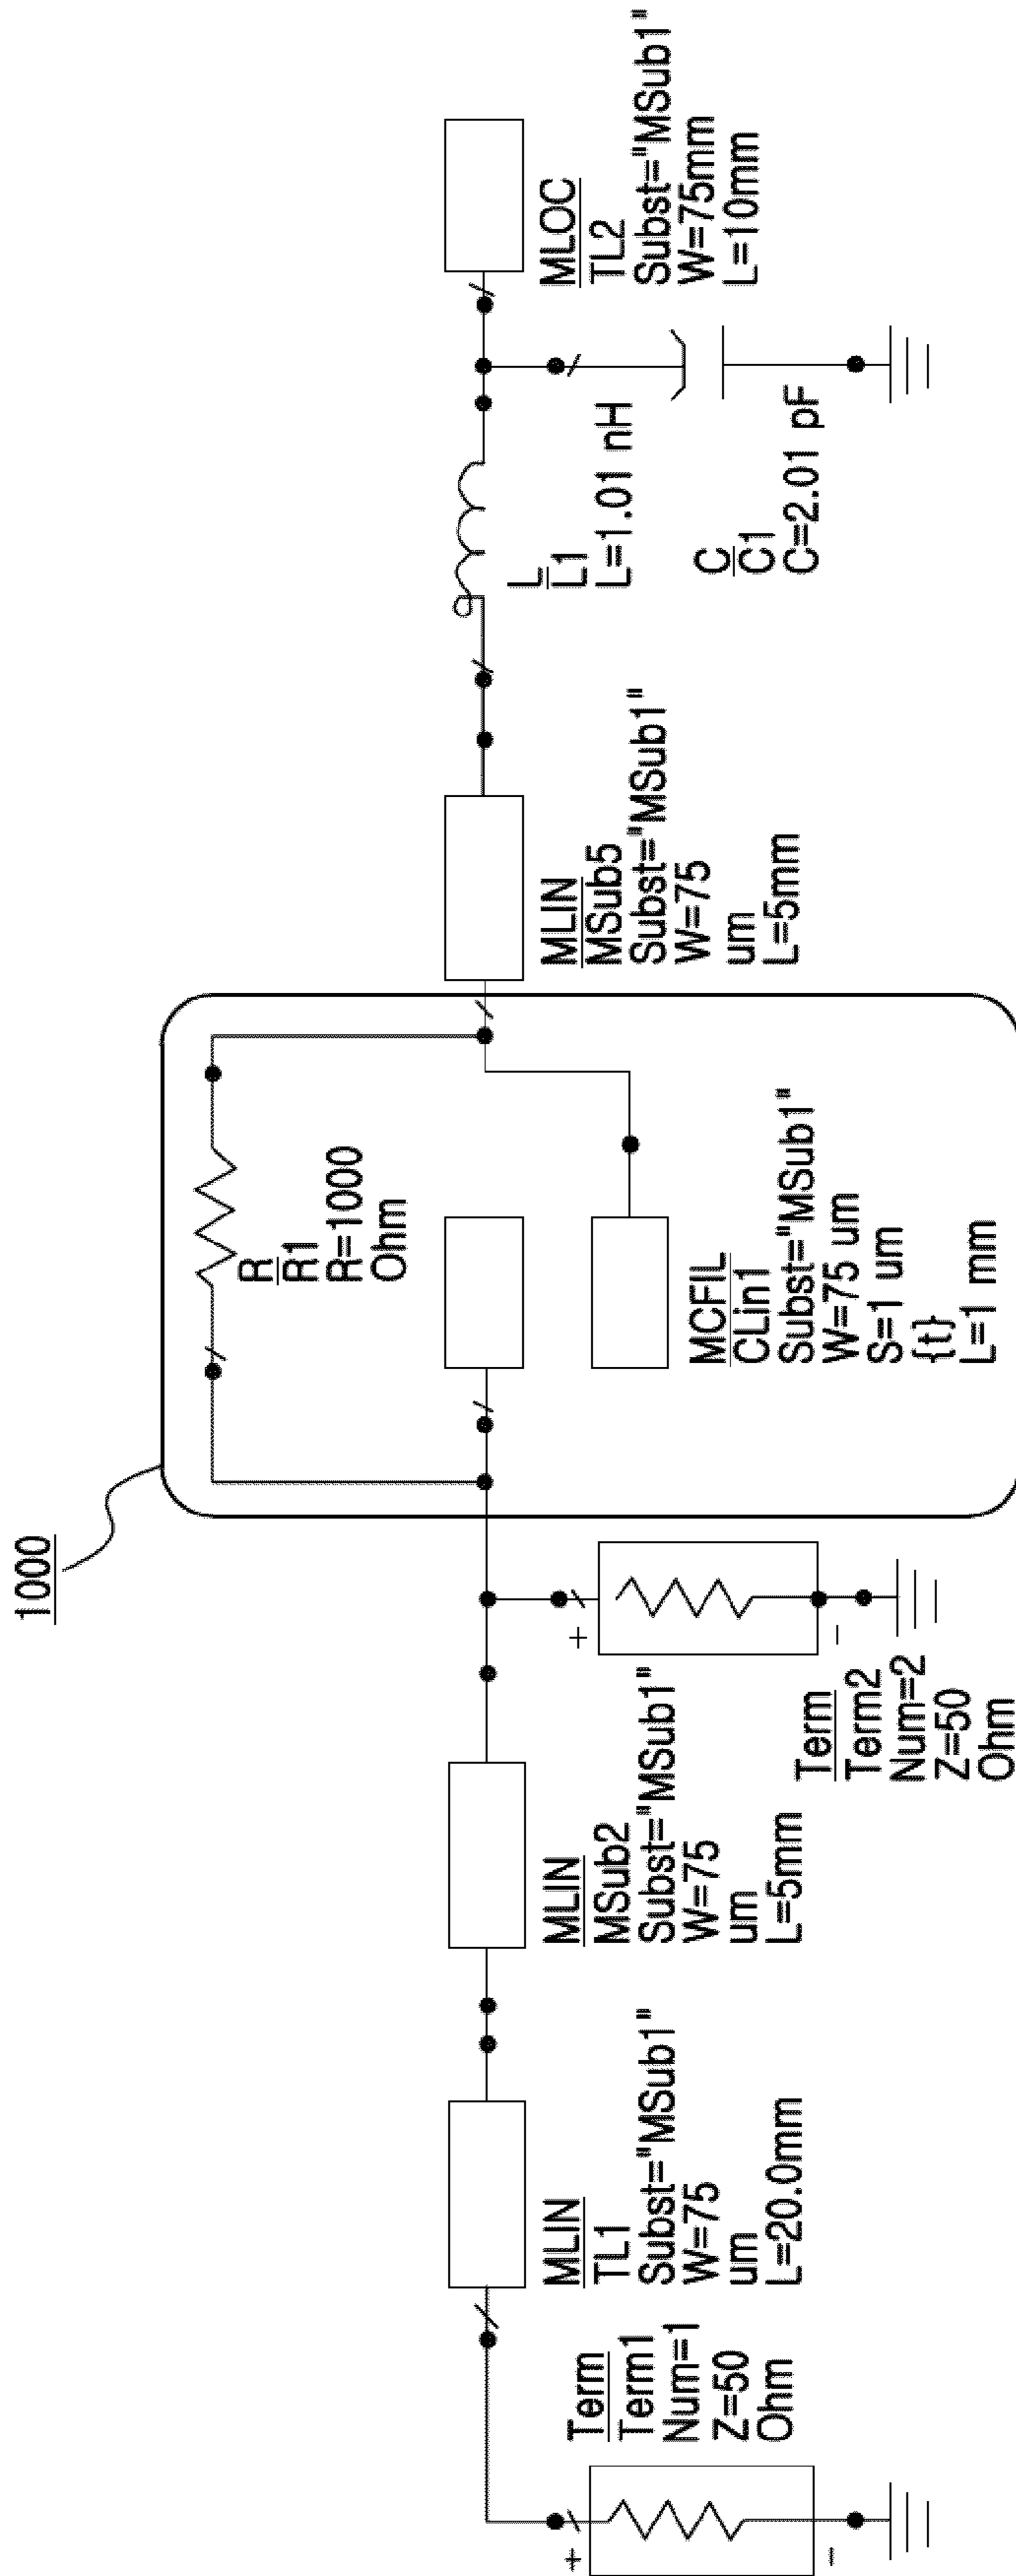 1000
Term
Term1
Num=1
Z=50
Ohm
+
-
MLIN
TL1
Subst="MSub1"
W=75
um
L=20.0mm
MLIN
MSub2
Subst="MSub1"
W=75
um
L=5mm
Term
Term2
Num=2
Z=50
Ohm
+
-
R
R1
R=1000
Ohm
MCFIL
CLin1
Subst="MSub1"
W=75 um
S=1 um
{t}
L=1 mm
MLIN
MSub5
Subst="MSub1"
W=75
um
L=5mm
L
L1
L=1.01 nH
C
C1
C=2.01 pF
MLOC
TL2
Subst="MSub1"
W=75mm
L=10mm